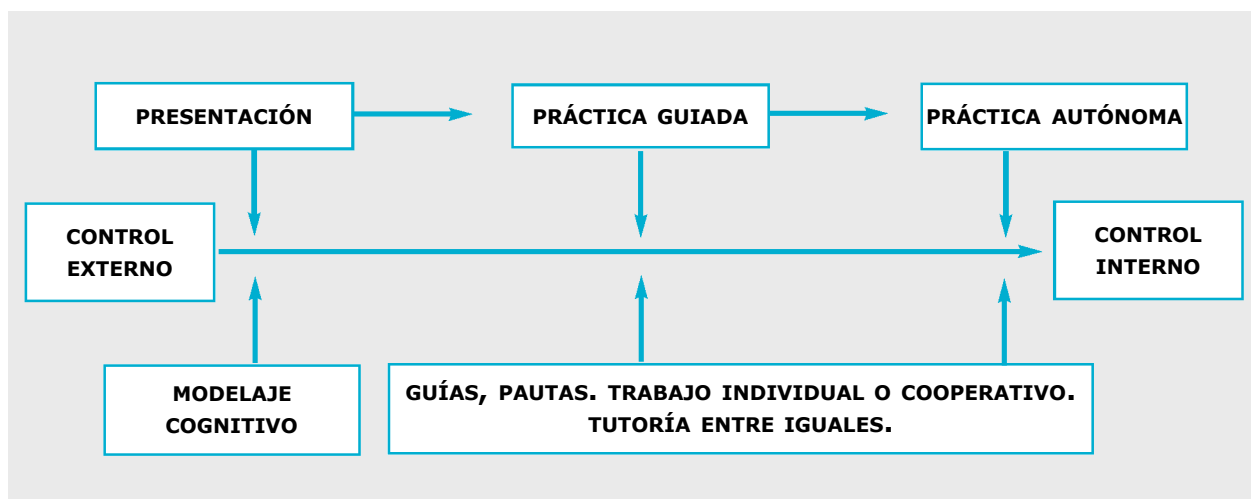 PRESENTACIÓN
PRÁCTICA GUIADA
PRÁCTICA AUTÓNOMA
CONTROL
EXTERNO
CONTROL
INTERNO
MODELAJE
COGNITIVO
GUÍAS, PAUTAS. TRABAJO INDIVIDUAL O COOPERATIVO.
TUTORÍA ENTRE IGUALES.